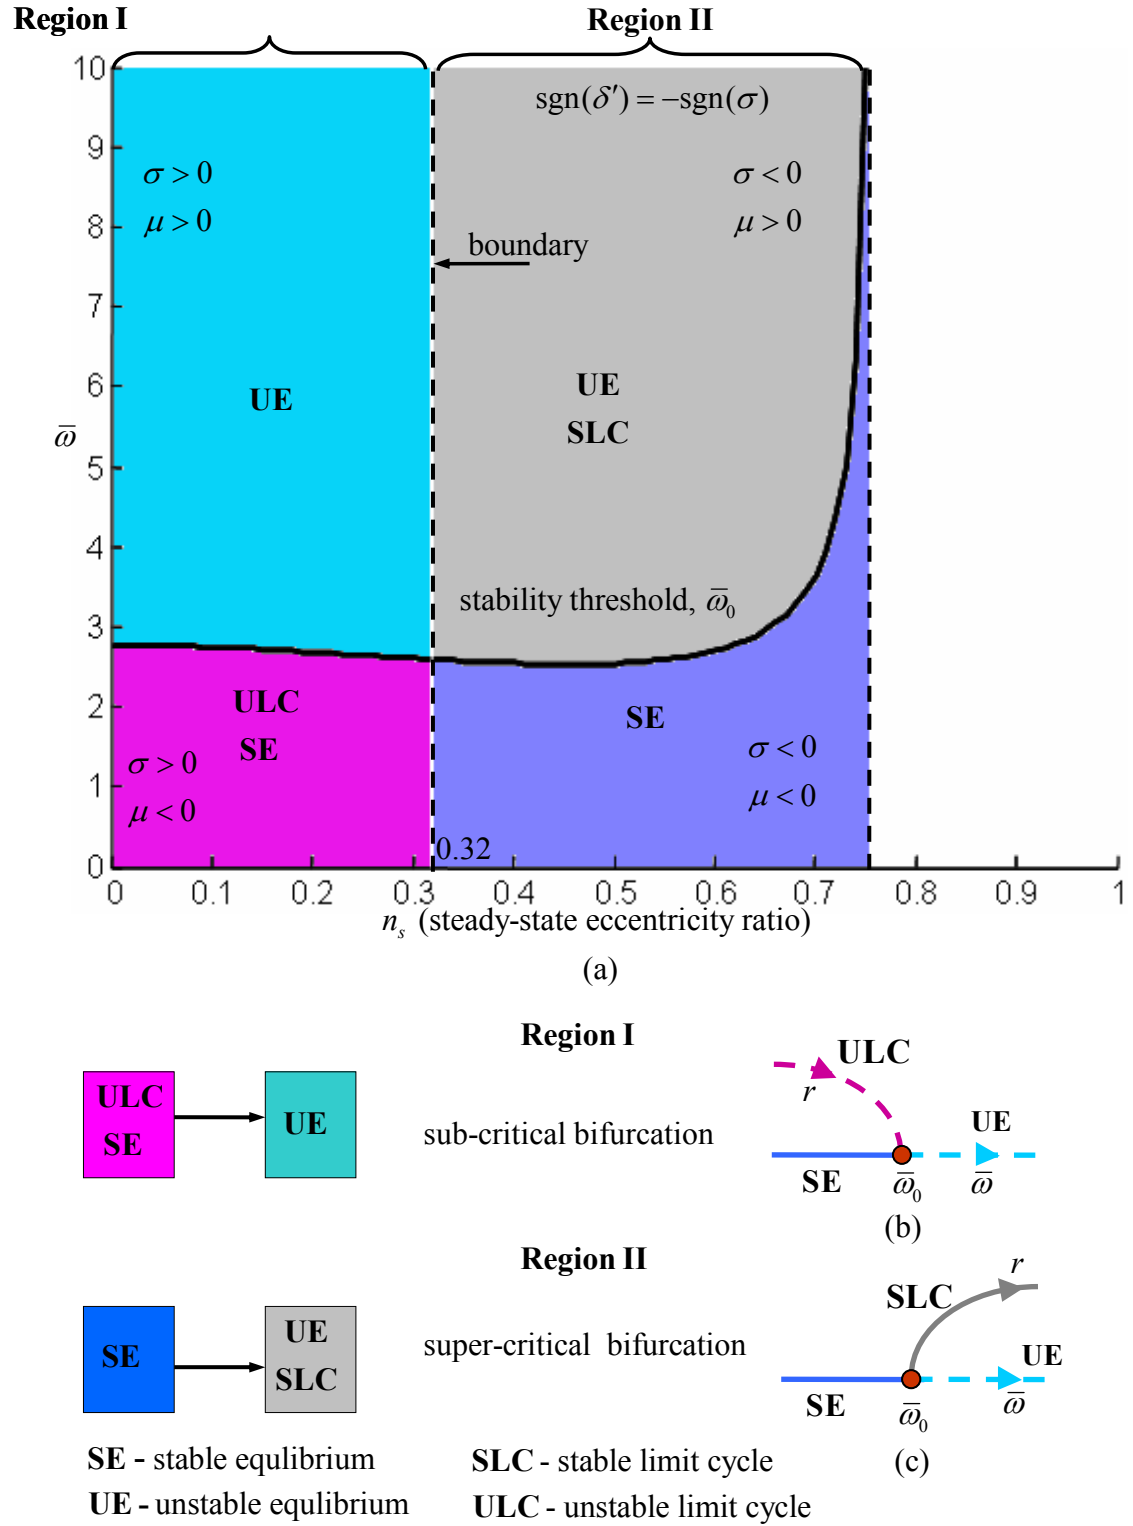 Region I
Region II
10
sgn(δ′) = −sgn(σ)
9
σ > 0
σ < 0
μ > 0
μ > 0
8
boundary
7
6
UE
UE
ω̅
SLC
5
4
stability threshold, ω̅₀
3
ULC
2
SE
SE
σ > 0
σ < 0
1
μ < 0
μ < 0
0.32
0
0 0.1 0.2 0.3 0.4 0.5 0.6 0.7 0.8 0.9 1
nₛ (steady-state eccentricity ratio)
(a)
Region I
ULC
SE
UE
sub-critical bifurcation
ULC
r
UE
SE
ω̅₀
ω̅
(b)
Region II
SE
UE
SLC
super-critical bifurcation
r
SLC
UE
SE
ω̅₀
ω̅
(c)
SE - stable equlibrium
SLC - stable limit cycle
UE - unstable equlibrium
ULC - unstable limit cycle